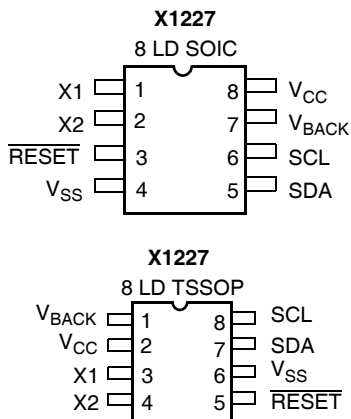 X1227
8 LD SOIC
X1 1 8 VCC
X2 2 7 VBACK
RESET 3 6 SCL
VSS 4 5 SDA
X1227
8 LD TSSOP
VBACK 1 8 SCL
VCC 2 7 SDA
X1 3 6 VSS
X2 4 5 RESET